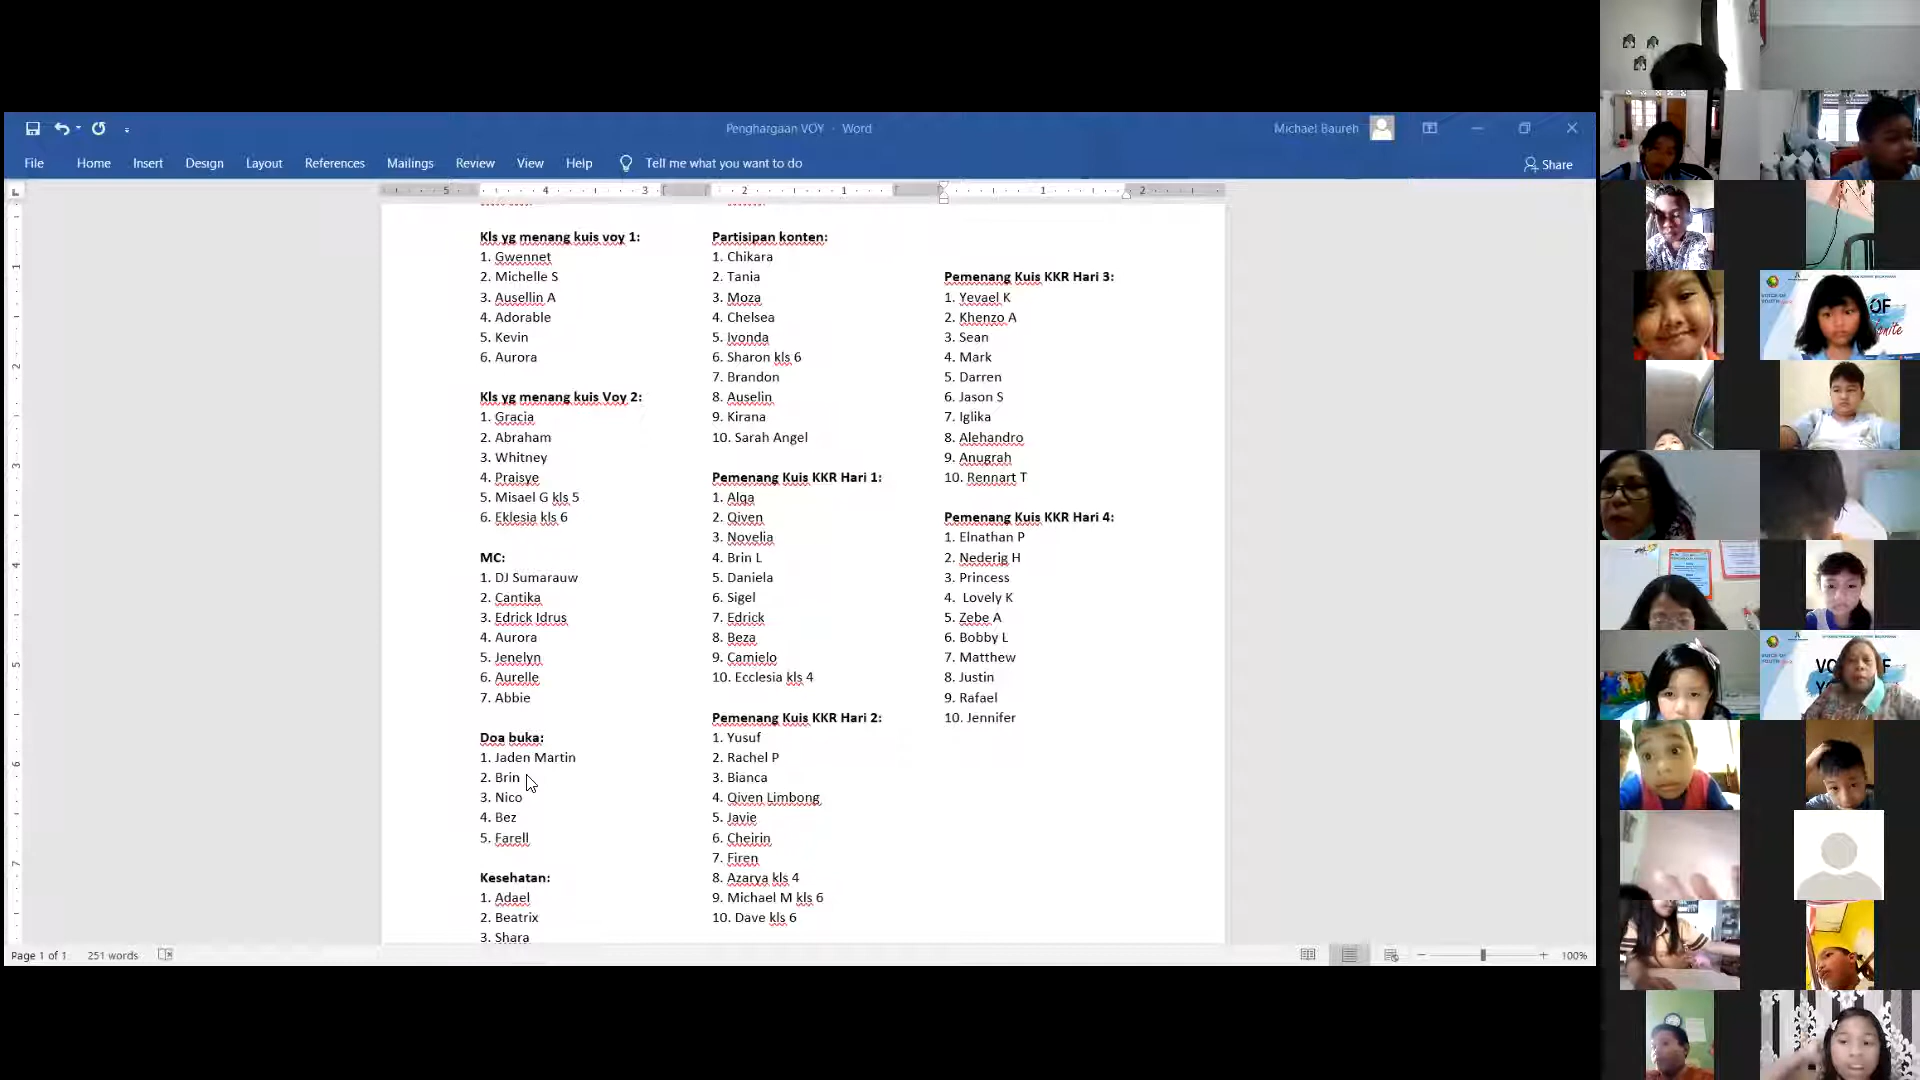 Penghargaan VOY - Word
Michael Baureh
File Home Insert Design Layout References Mailings Review View Help Tell me what you want to do
Share
Kls yg menang kuis voy 1:
1. Gwennet
2. Michelle S
3. Ausellin A
4. Adorable
5. Kevin
6. Aurora
Kls yg menang kuis Voy 2:
1. Gracia
2. Abraham
3. Whitney
4. Praisye
5. Misael G kls 5
6. Eklesia kls 6
MC:
1. DJ Sumarauw
2. Cantika
3. Edrick Idrus
4. Aurora
5. Jenelyn
6. Aurelle
7. Abbie
Doa buka:
1. Jaden Martin
2. Brin
3. Nico
4. Bez
5. Farell
Kesehatan:
1. Adael
2. Beatrix
3. Shara
Partisipan konten:
1. Chikara
2. Tania
3. Moza
4. Chelsea
5. Ivonda
6. Sharon kls 6
7. Brandon
8. Auselin
9. Kirana
10. Sarah Angel
Pemenang Kuis KKR Hari 1:
1. Alqa
2. Qiven
3. Novelia
4. Brin L
5. Daniela
6. Sigel
7. Edrick
8. Beza
9. Camielo
10. Ecclesia kls 4
Pemenang Kuis KKR Hari 2:
1. Yusuf
2. Rachel P
3. Bianca
4. Qiven Limbong
5. Javie
6. Cheirin
7. Firen
8. Azarya kls 4
9. Michael M kls 6
10. Dave kls 6
Pemenang Kuis KKR Hari 3:
1. Yevael K
2. Khenzo A
3. Sean
4. Mark
5. Darren
6. Jason S
7. Iglika
8. Alehandro
9. Anugrah
10. Rennart T
Pemenang Kuis KKR Hari 4:
1. Elnathan P
2. Nederig H
3. Princess
4. Lovely K
5. Zebe A
6. Bobby L
7. Matthew
8. Justin
9. Rafael
10. Jennifer
Page 1 of 1 251 words
100%